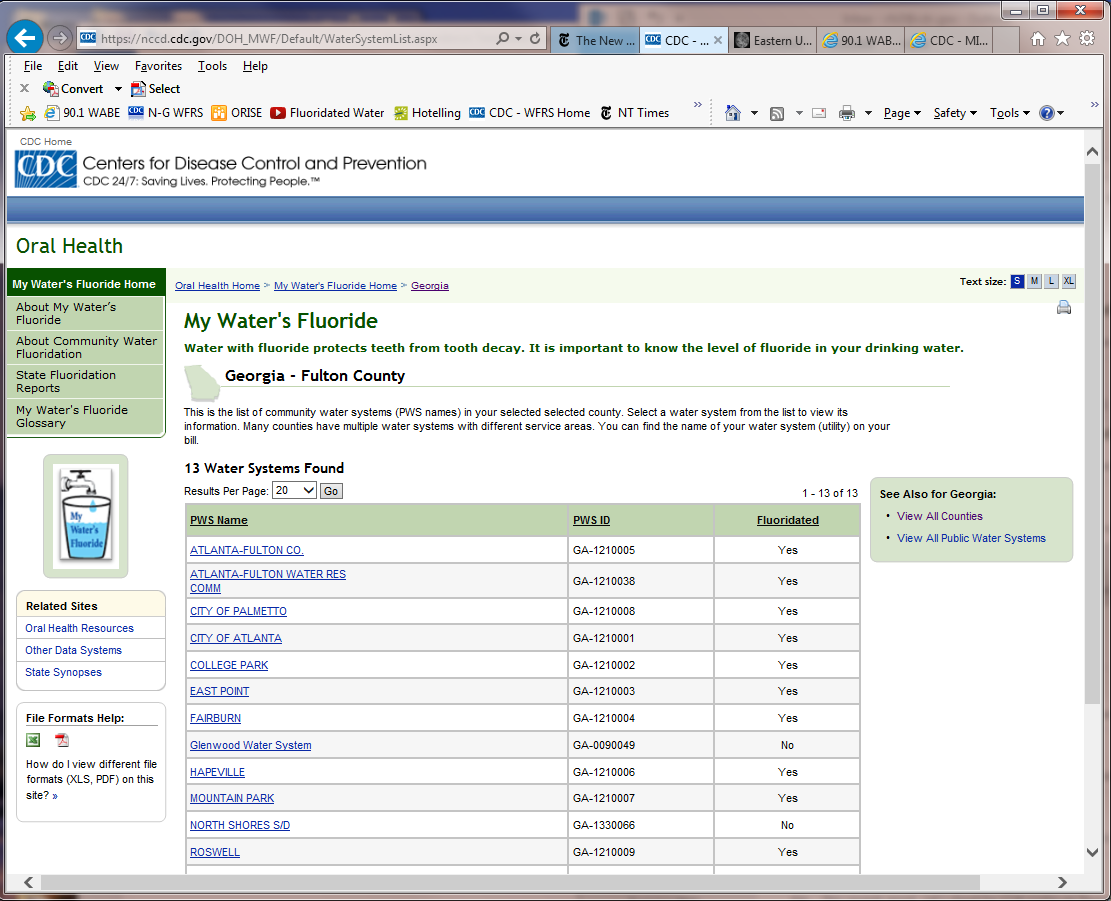 https://nccd.cdc.gov/DOH_MWF/Default/WaterSystemList.aspx
The New ...
CDC - ...
Eastern U...
90.1 WAB...
CDC - MI...
File Edit View Favorites Tools Help
Convert Select
90.1 WABE N-G WFRS ORISE Fluoridated Water Hotelling CDC - WFRS Home NT Times » Page Safety Tools »
CDC Home
CDC Centers for Disease Control and Prevention
CDC 24/7: Saving Lives. Protecting People.™
Oral Health
My Water's Fluoride Home
About My Water's
Fluoride
About Community Water
Fluoridation
State Fluoridation
Reports
My Water's Fluoride
Glossary
My
Water's
Fluoride
Related Sites
Oral Health Resources
Other Data Systems
State Synopses
File Formats Help:
How do I view different file
formats (XLS, PDF) on this
site? »
Oral Health Home > My Water's Fluoride Home > Georgia
Text size: S M L XL
My Water's Fluoride
Water with fluoride protects teeth from tooth decay. It is important to know the level of fluoride in your drinking water.
Georgia - Fulton County
This is the list of community water systems (PWS names) in your selected selected county. Select a water system from the list to view its
information. Many counties have multiple water systems with different service areas. You can find the name of your water system (utility) on your
bill.
13 Water Systems Found
Results Per Page: 20 Go
1 - 13 of 13
PWS Name PWS ID Fluoridated
ATLANTA-FULTON CO. GA-1210005 Yes
ATLANTA-FULTON WATER RES
COMM GA-1210038 Yes
CITY OF PALMETTO GA-1210008 Yes
CITY OF ATLANTA GA-1210001 Yes
COLLEGE PARK GA-1210002 Yes
EAST POINT GA-1210003 Yes
FAIRBURN GA-1210004 Yes
Glenwood Water System GA-0090049 No
HAPEVILLE GA-1210006 Yes
MOUNTAIN PARK GA-1210007 Yes
NORTH SHORES S/D GA-1330066 No
ROSWELL GA-1210009 Yes
See Also for Georgia:
• View All Counties
• View All Public Water Systems